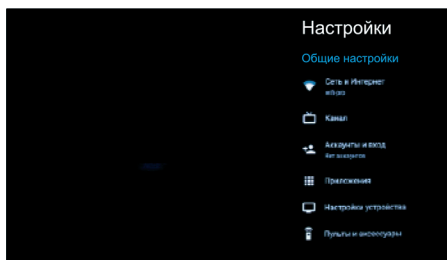 Настройки
Общие настройки
Сеть и Интернет
Канал
Аккаунты и вход
Нет аккаунтов
Приложения
Настройки устройства
Пульты и аксессуары